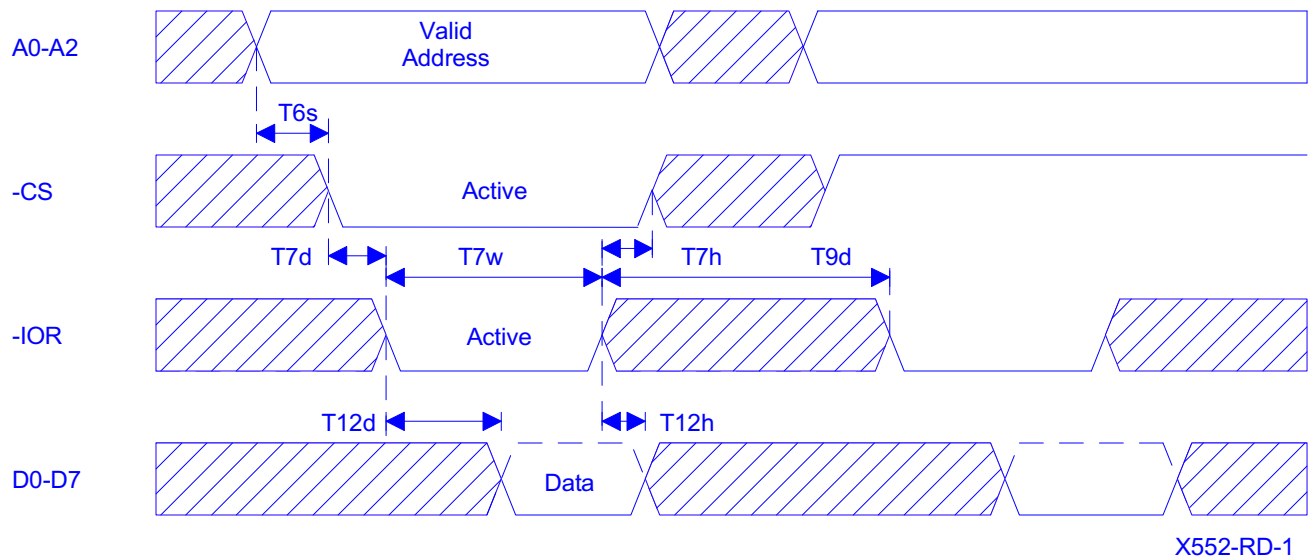 A0-A2
Valid
Address
T6s
-CS
Active
T7d
T7w
T7h
T9d
-IOR
Active
T12d
T12h
D0-D7
Data
X552-RD-1